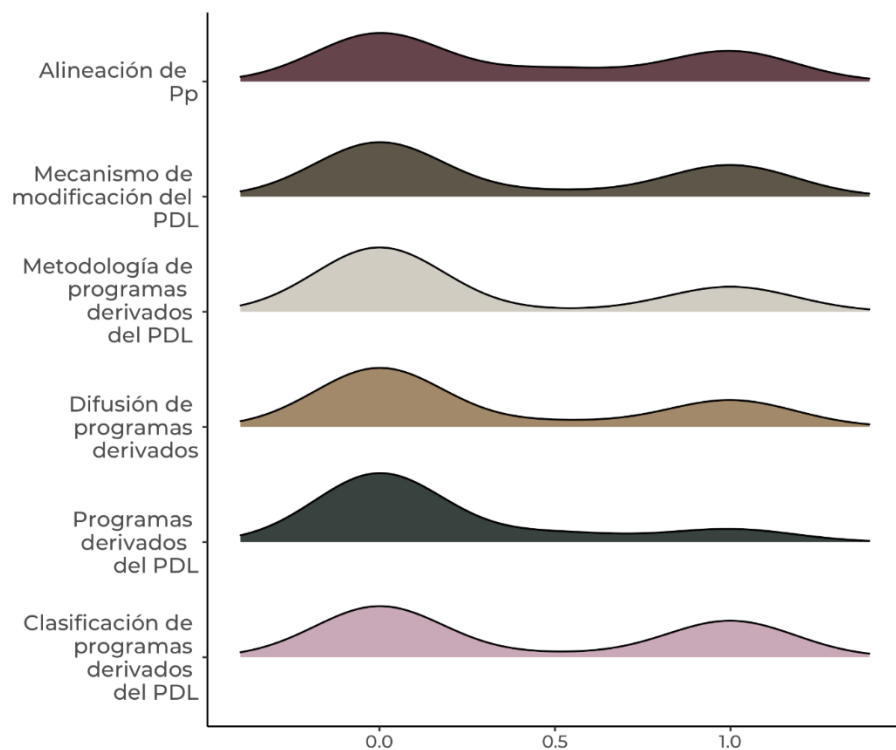 Alineación de
Pp
Mecanismo de
modificación del
PDL
Metodología de
programas
derivados
del PDL
Difusión de
programas
derivados
Programas
derivados
del PDL
Clasificación de
programas
derivados
del PDL
0.0
0.5
1.0